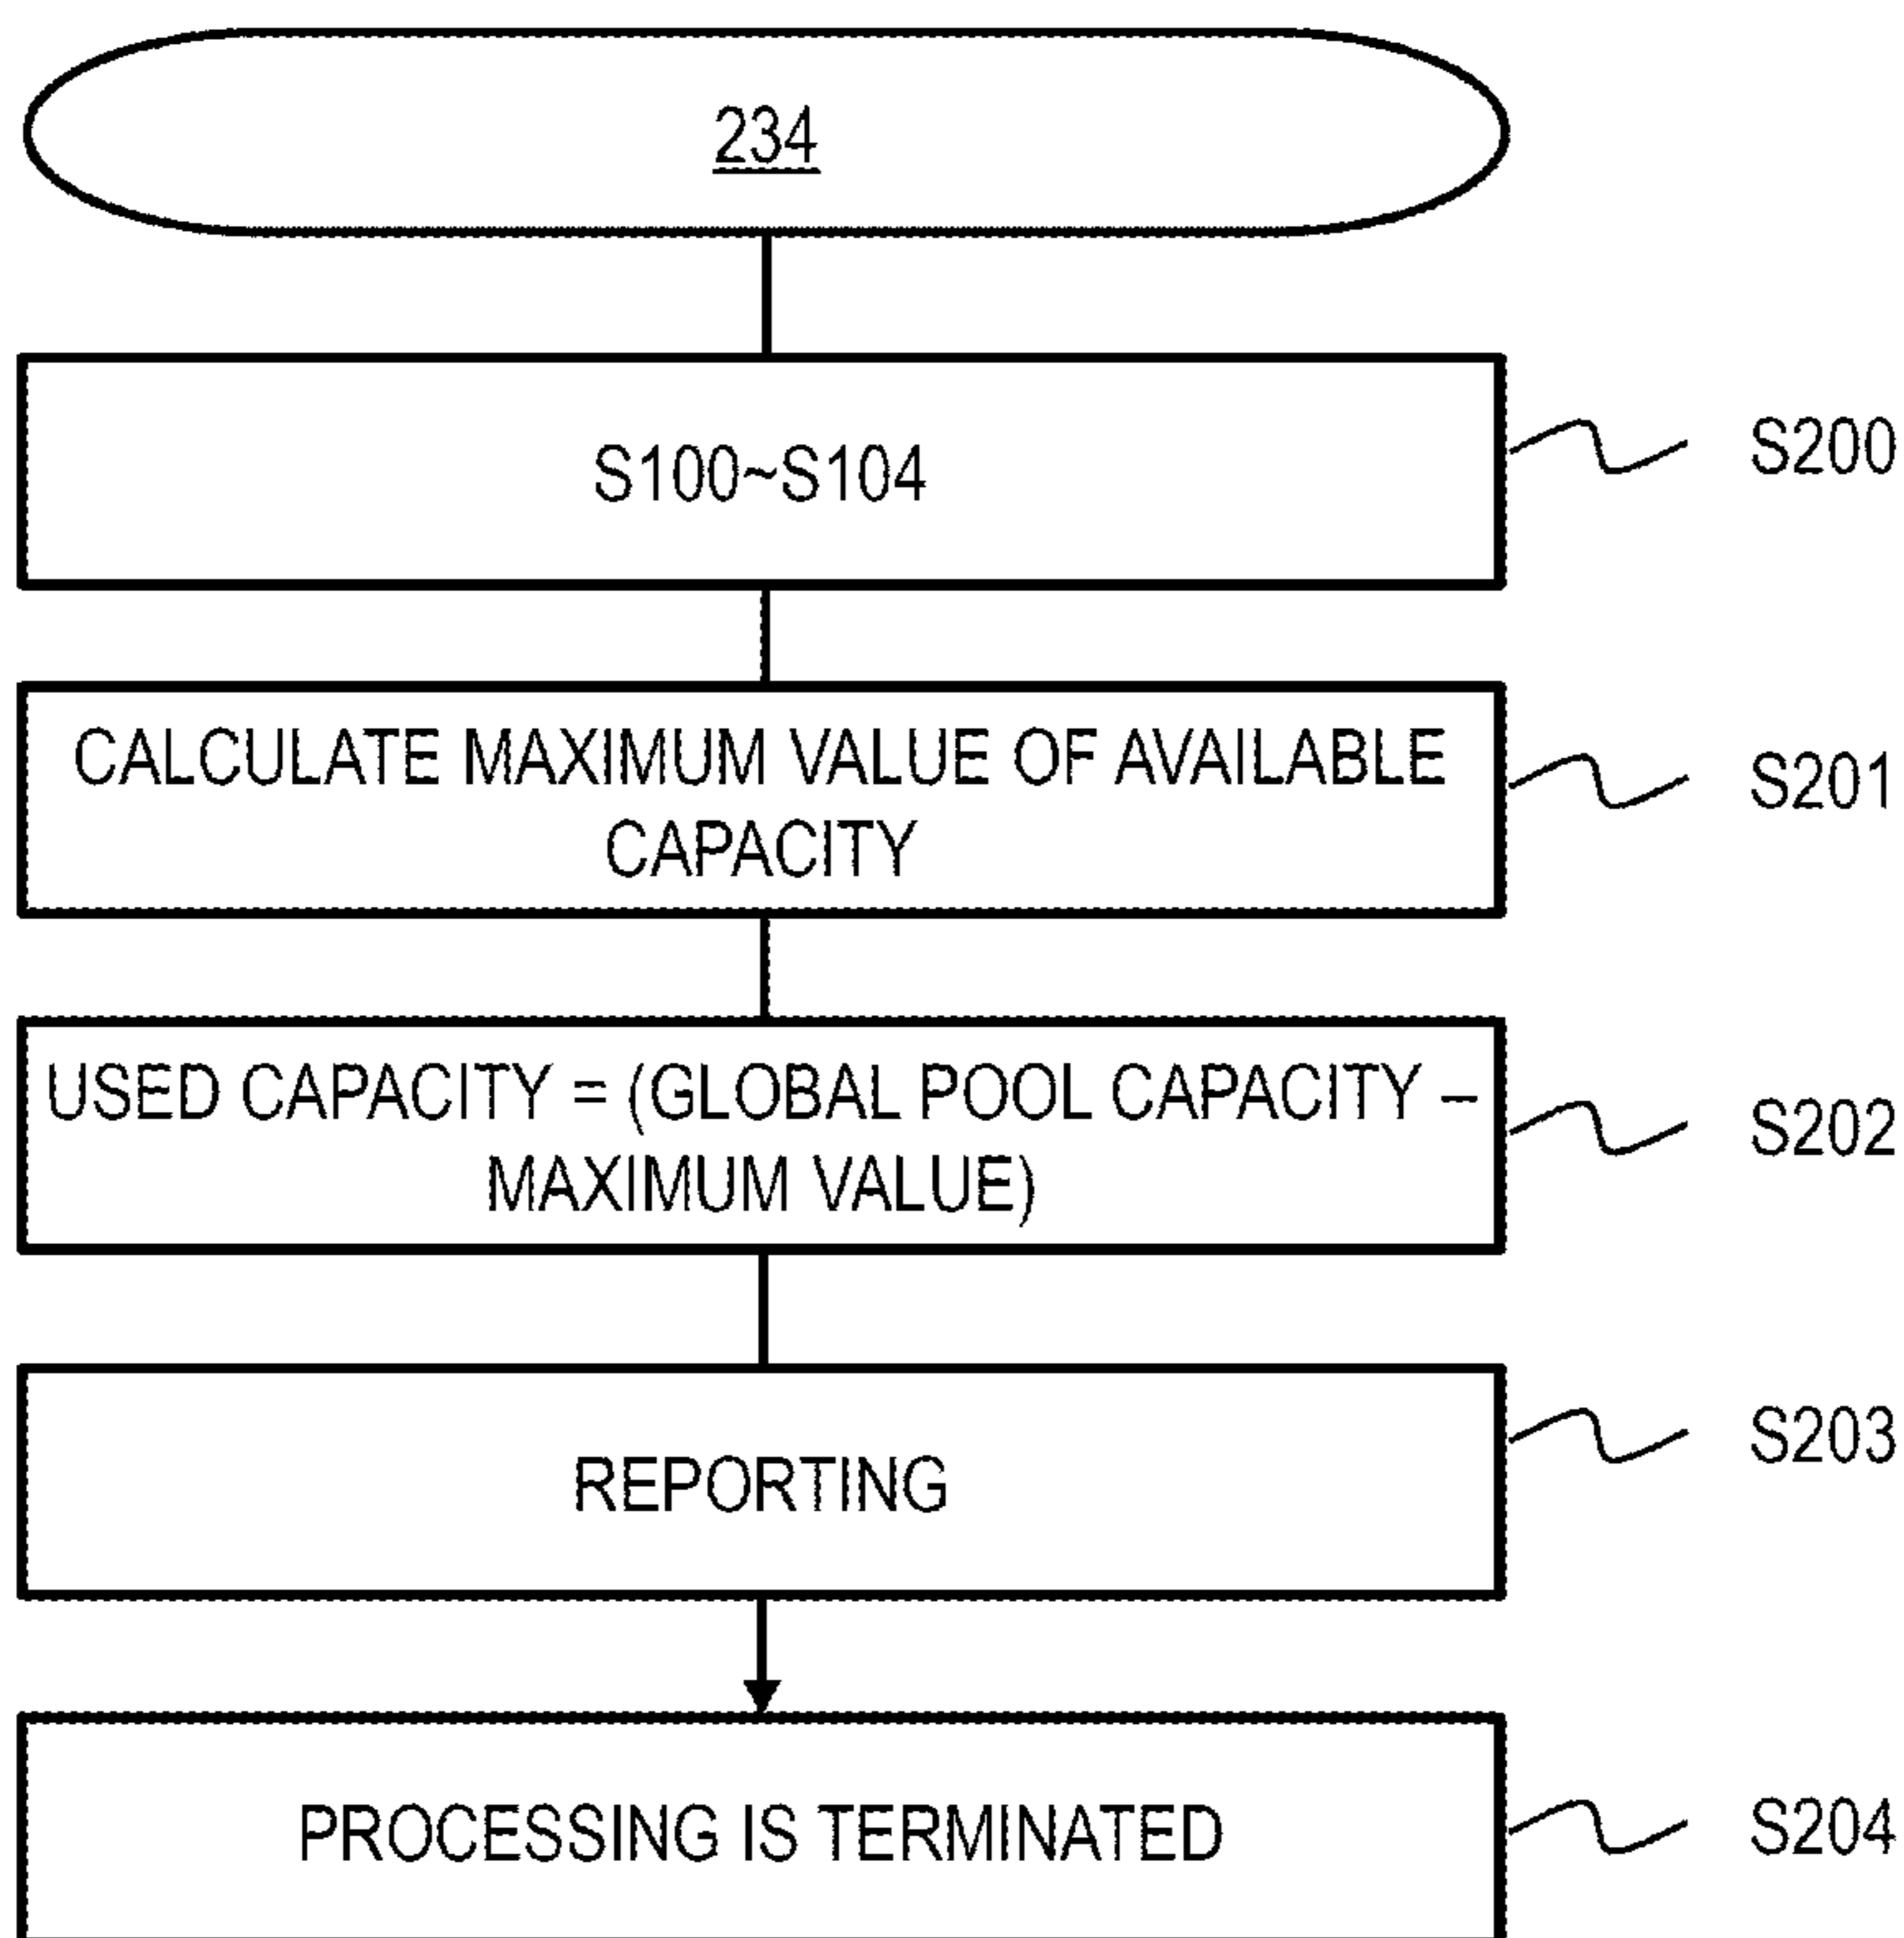 234
S100~S104
S200
CALCULATE MAXIMUM VALUE OF AVAILABLE
CAPACITY
S201
USED CAPACITY = (GLOBAL POOL CAPACITY –
MAXIMUM VALUE)
S202
REPORTING
S203
PROCESSING IS TERMINATED
S204